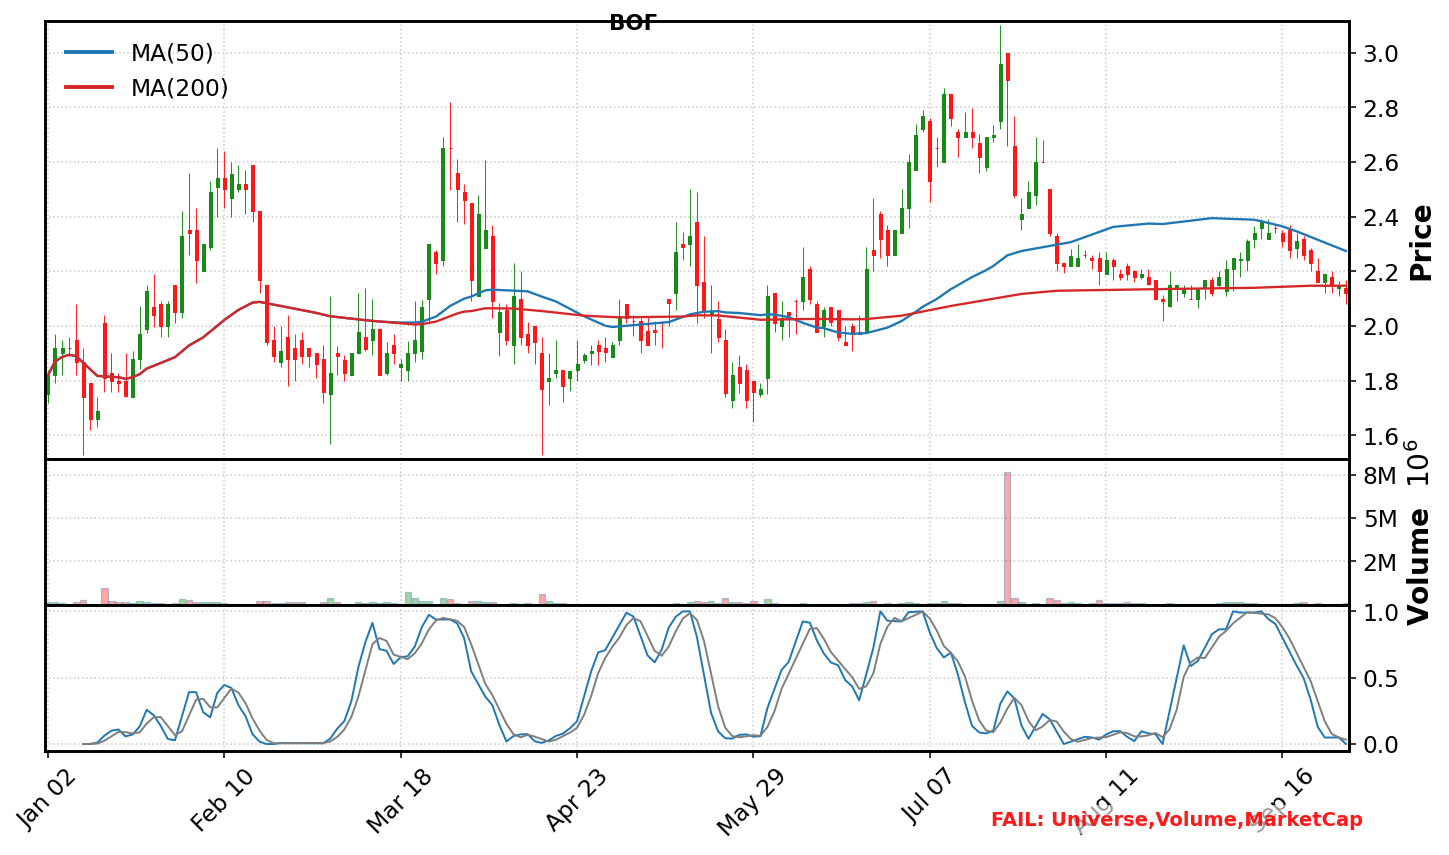 BOF
MA(50)
MA(200)
3.0
2.8
2.6
2.4
2.2
2.0
1.8
1.6
Price
8M
5M
2M
Volume 10^6
1.0
0.5
0.0
Jan 02
Feb 10
Mar 18
Apr 23
May 29
Jul 07
Aug 11
Sep 16
FAIL: Universe,Volume,MarketCap